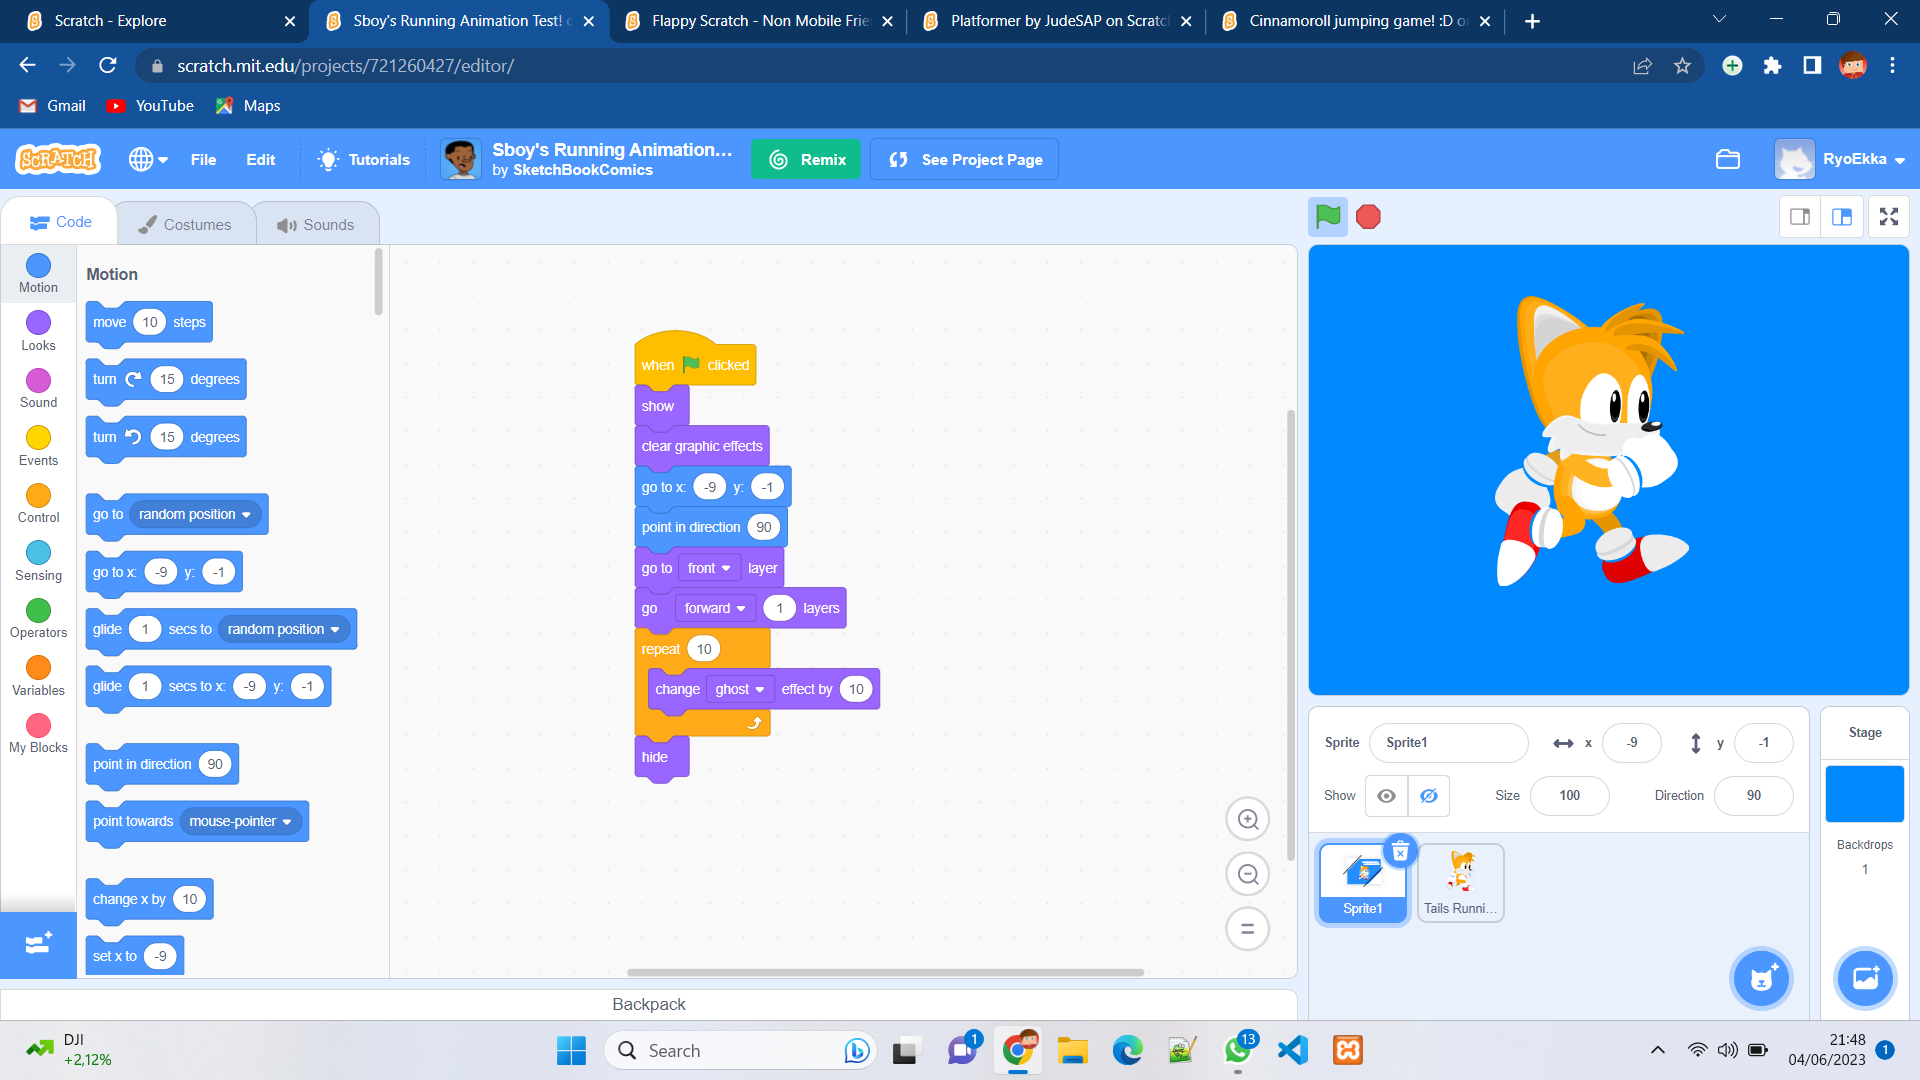 Scratch - Explore
Sboy's Running Animation Test! o
Flappy Scratch - Non Mobile Frie
Platformer by JudeSAP on Scratch
Cinnamoroll jumping game! :D o
scratch.mit.edu/projects/721260427/editor/
Gmail
YouTube
Maps
SCRATCH
File
Edit
Tutorials
Sboy's Running Animation...
by SketchBookComics
Remix
See Project Page
RyoEkka
Code
Costumes
Sounds
Motion
Looks
Sound
Events
Control
Sensing
Operators
Variables
My Blocks
Motion
move 10 steps
turn 15 degrees
turn 15 degrees
go to random position
go to x: -9 y: -1
glide 1 secs to random position
glide 1 secs to x: -9 y: -1
point in direction 90
point towards mouse-pointer
change x by 10
set x to -9
when clicked
show
clear graphic effects
go to x: -9 y: -1
point in direction 90
go to front layer
go forward 1 layers
repeat 10
change ghost effect by 10
hide
Backpack
Sprite Sprite1 x -9 y -1
Show Size 100 Direction 90
Sprite1
Tails Runni...
Stage
Backdrops
1
DJI
+2,12%
Search
1
13
21:48
04/06/2023
1